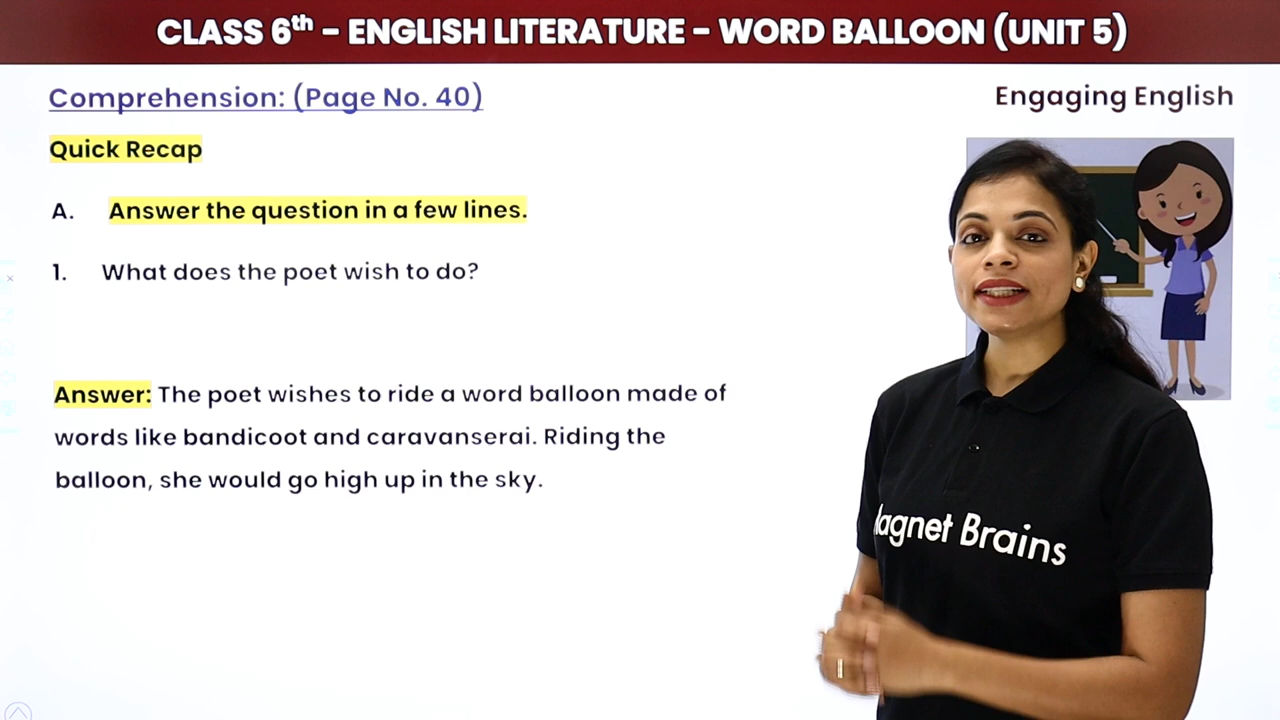 CLASS 6th – ENGLISH LITERATURE – WORD BALLOON (UNIT 5)
Comprehension: (Page No. 40)
Engaging English
Quick Recap
A. Answer the question in a few lines.
1. What does the poet wish to do?
Answer: The poet wishes to ride a word balloon made of
words like bandicoot and caravanserai. Riding the
balloon, she would go high up in the sky.
agnet Brains